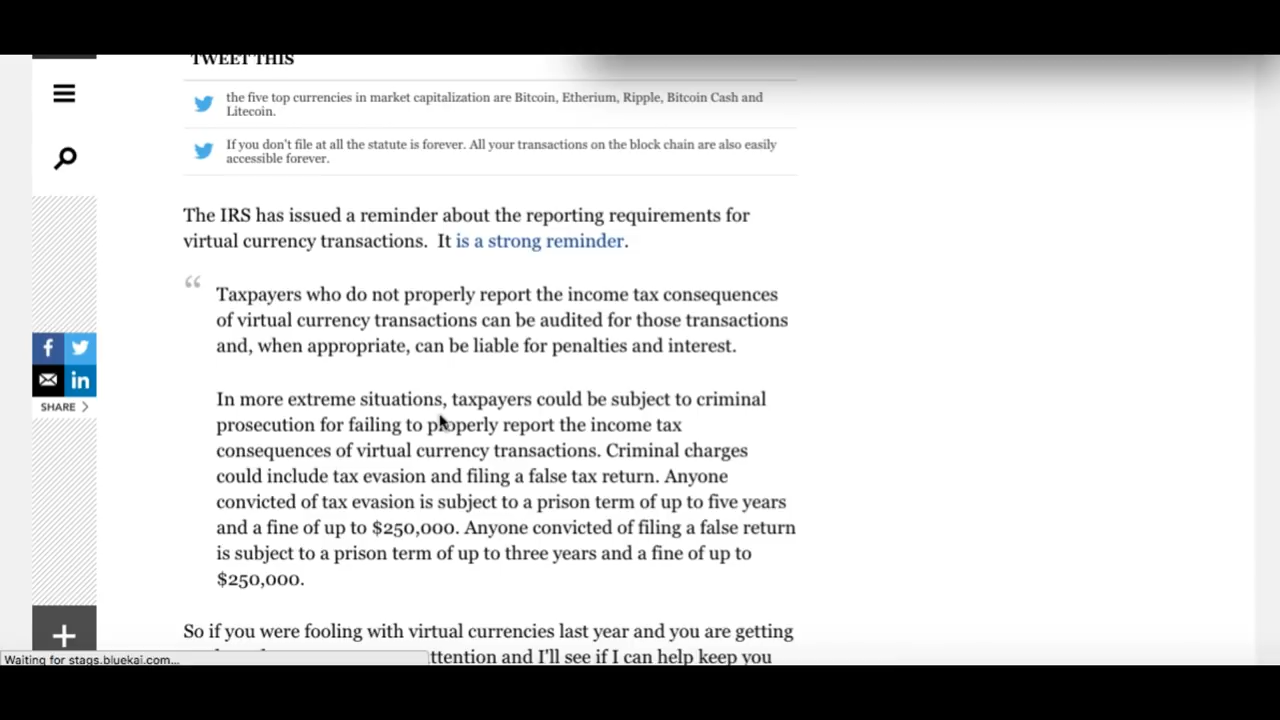 TWEET THIS
the five top currencies in market capitalization are Bitcoin, Etherium, Ripple, Bitcoin Cash and
Litecoin.
If you don't file at all the statute is forever. All your transactions on the block chain are also easily
accessible forever.
The IRS has issued a reminder about the reporting requirements for
virtual currency transactions. It is a strong reminder.
“
Taxpayers who do not properly report the income tax consequences
of virtual currency transactions can be audited for those transactions
and, when appropriate, can be liable for penalties and interest.
In more extreme situations, taxpayers could be subject to criminal
prosecution for failing to properly report the income tax
consequences of virtual currency transactions. Criminal charges
could include tax evasion and filing a false tax return. Anyone
convicted of tax evasion is subject to a prison term of up to five years
and a fine of up to $250,000. Anyone convicted of filing a false return
is subject to a prison term of up to three years and a fine of up to
$250,000.
SHARE
So if you were fooling with virtual currencies last year and you are getting
attention and I'll see if I can help keep you
Waiting for stags.bluekai.com...